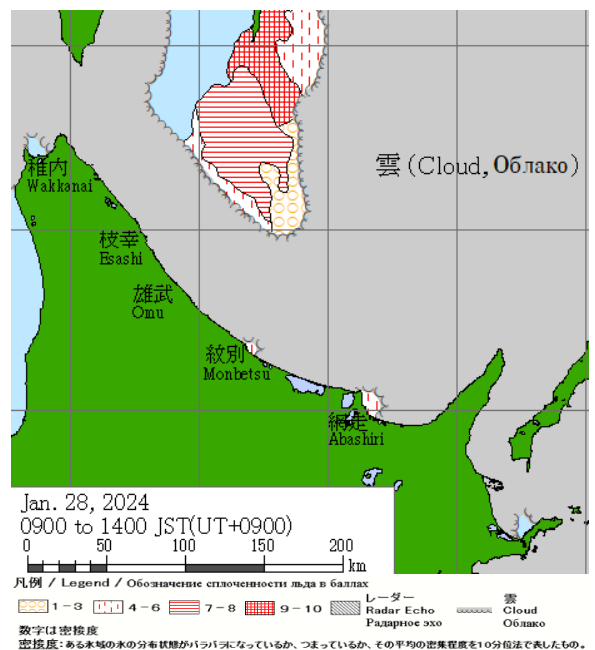 雲(Cloud, Облако)
稚内
Wakkanai
枝幸
Esashi
雄武
Omu
紋別
Monbetsu
網走
Abashiri
Jan. 28, 2024
0900 to 1400 JST(UT+0900)
0 50 100 150 200
km
凡例 / Legend / Обозначение сплоченности льда в баллах
1-3 4-6 7-8 9-10 レーダー Radar Echo Радарное эхо 雲 Cloud Облако
数字は密接度
密接度:ある氷域の氷の分布状態がバラバラになっているか、つまっているか、その平均の密集程度を10分位法で表したもの。